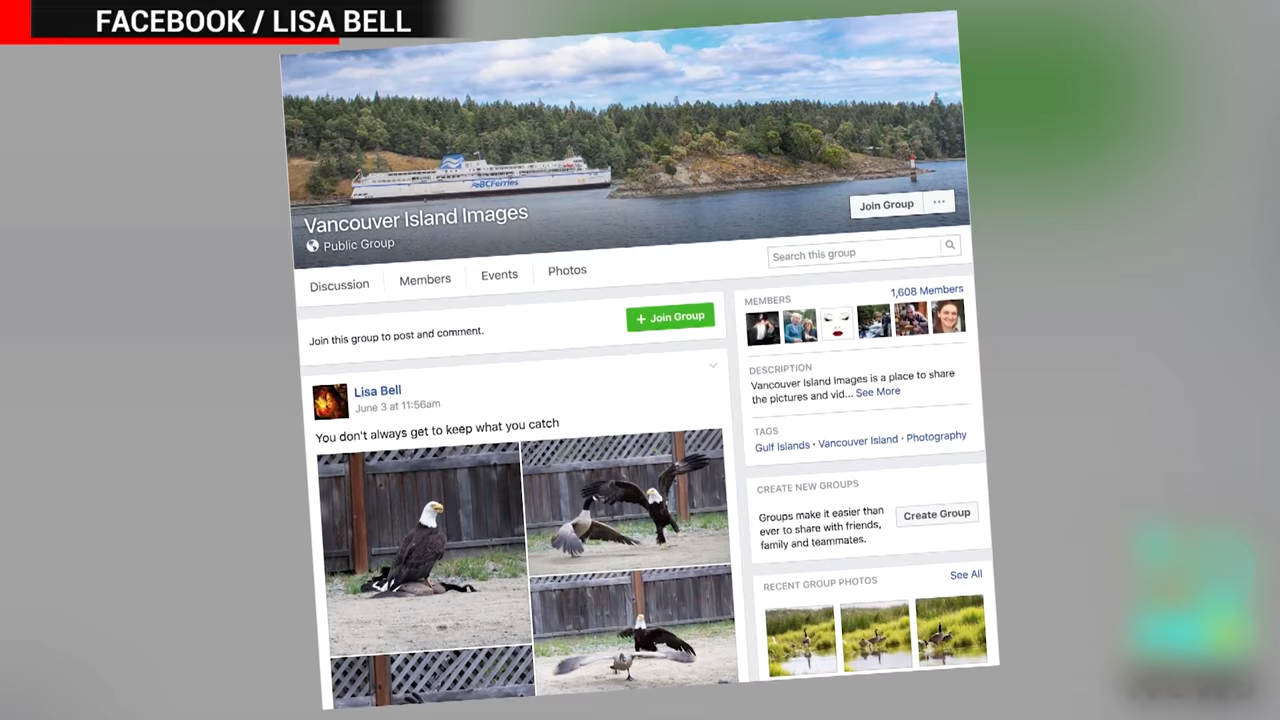 FACEBOOK / LISA BELL
BCFerries
Vancouver Island Images
Public Group
Join Group
Discussion Members Events Photos
Search this group
Join this group to post and comment.
+ Join Group
MEMBERS 1,608 Members
Lisa Bell
June 3 at 11:56am
You don't always get to keep what you catch
DESCRIPTION
Vancouver Island Images is a place to share
the pictures and vid... See More
TAGS
Gulf Islands · Vancouver Island · Photography
CREATE NEW GROUPS
Groups make it easier than
ever to share with friends,
family and teammates.
Create Group
RECENT GROUP PHOTOS See All